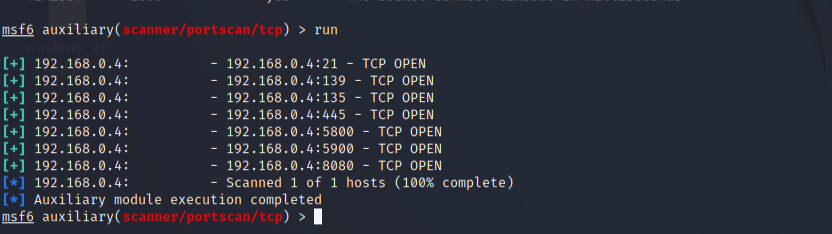 msf6 auxiliary(scanner/portscan/tcp) > run
windows_eb
[+] 192.168.0.4: - 192.168.0.4:21 - TCP OPEN
[+] 192.168.0.4: - 192.168.0.4:139 - TCP OPEN
[+] 192.168.0.4: - 192.168.0.4:135 - TCP OPEN
[+] 192.168.0.4: - 192.168.0.4:445 - TCP OPEN
[+] 192.168.0.4: - 192.168.0.4:5800 - TCP OPEN
[+] 192.168.0.4: - 192.168.0.4:5900 - TCP OPEN
[+] 192.168.0.4: - 192.168.0.4:8080 - TCP OPEN
[*] 192.168.0.4: - Scanned 1 of 1 hosts (100% complete)
[*] Auxiliary module execution completed
msf6 auxiliary(scanner/portscan/tcp) >